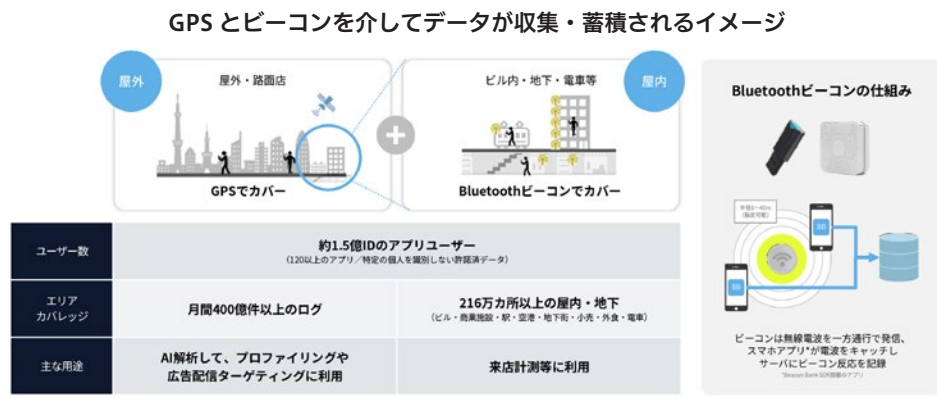 GPS とビーコンを介してデータが収集・蓄積されるイメージ
屋外
屋外・路面店
GPSでカバー
ビル内・地下・電車等
屋内
Bluetoothビーコンでカバー
ユーザー数
約1.5億IDのアプリユーザー
(120以上のアプリ/特定の個人を識別しない許諾済データ)
エリア
カバレッジ
月間400億件以上のログ
216万カ所以上の屋内・地下
(ビル・商業施設・駅・空港・地下街・小売・外食・電車)
主な用途
AI解析して、プロファイリングや
広告配信ターゲティングに利用
来店計測等に利用
Bluetoothビーコンの仕組み
BB
BB
ビーコンは無線電波を一方通行で発信、
スマホアプリ*が電波をキャッチし
サーバにビーコン反応を記録
*Beacon Bank SDK搭載のアプリ